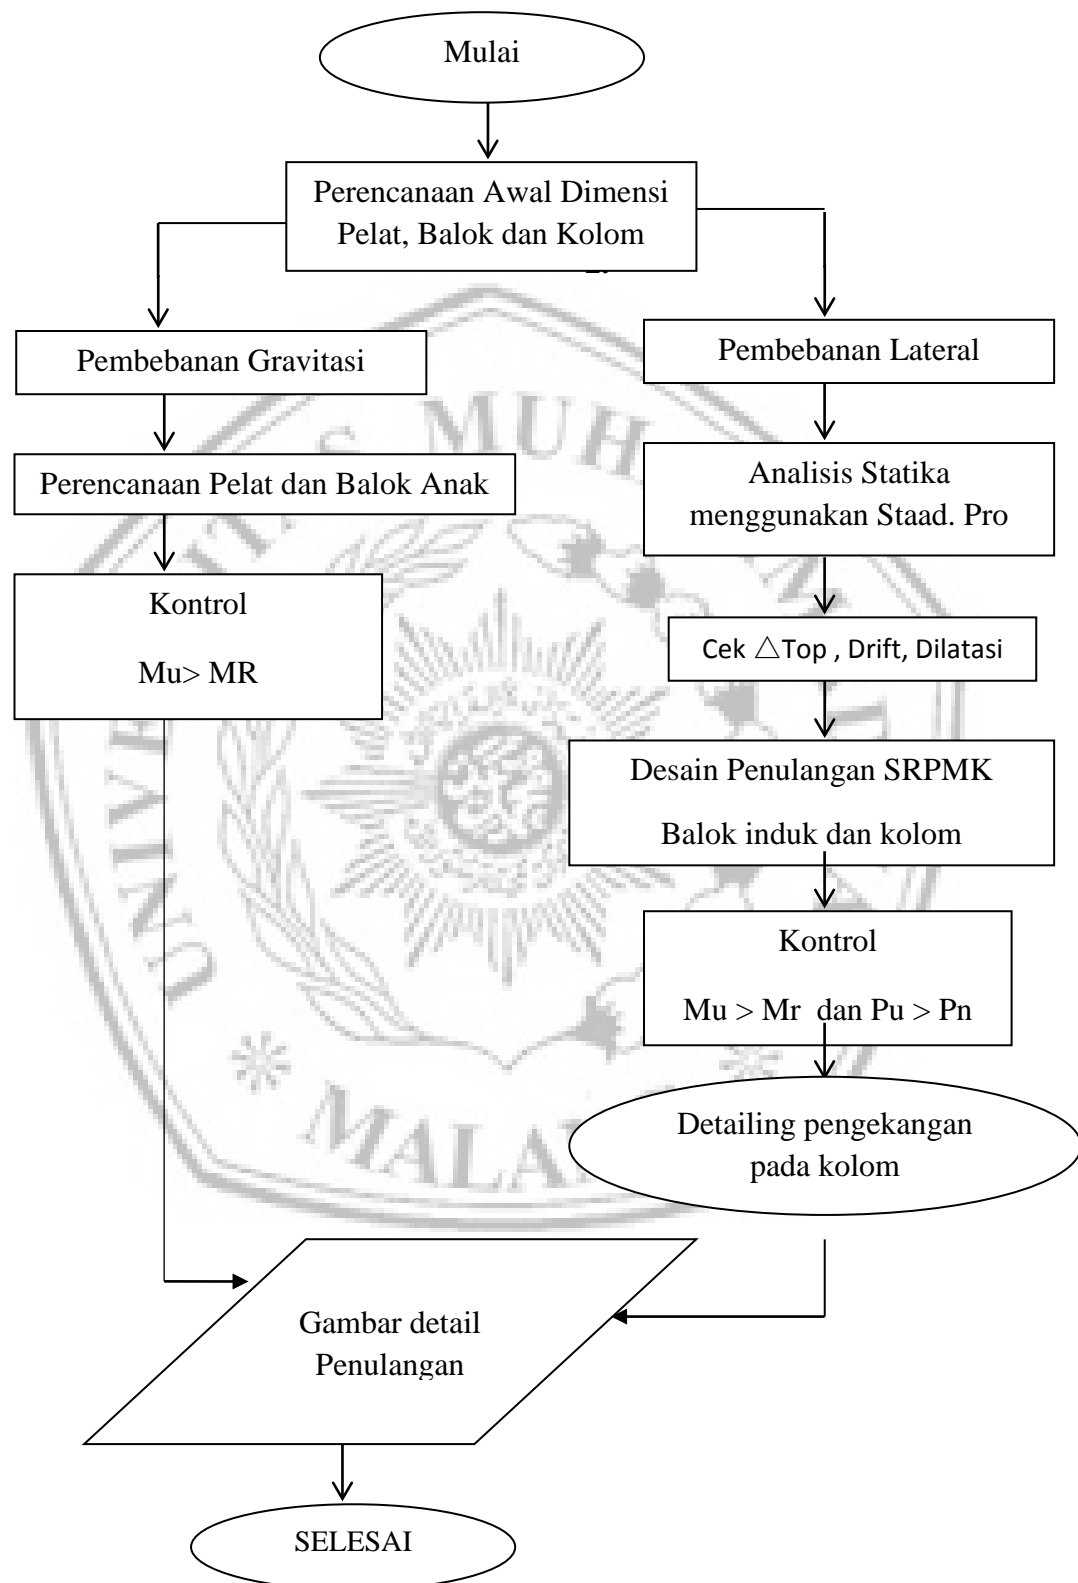 Mulai
Perencanaan Awal Dimensi
Pelat, Balok dan Kolom
Pembebanan Gravitasi
Perencanaan Pelat dan Balok Anak
Kontrol
Mu> MR
Pembebanan Lateral
Analisis Statika
menggunakan Staad. Pro
Cek △Top , Drift, Dilatasi
Desain Penulangan SRPMK
Balok induk dan kolom
Kontrol
Mu > Mr dan Pu > Pn
Detailing pengekangan
pada kolom
Gambar detail
Penulangan
SELESAI